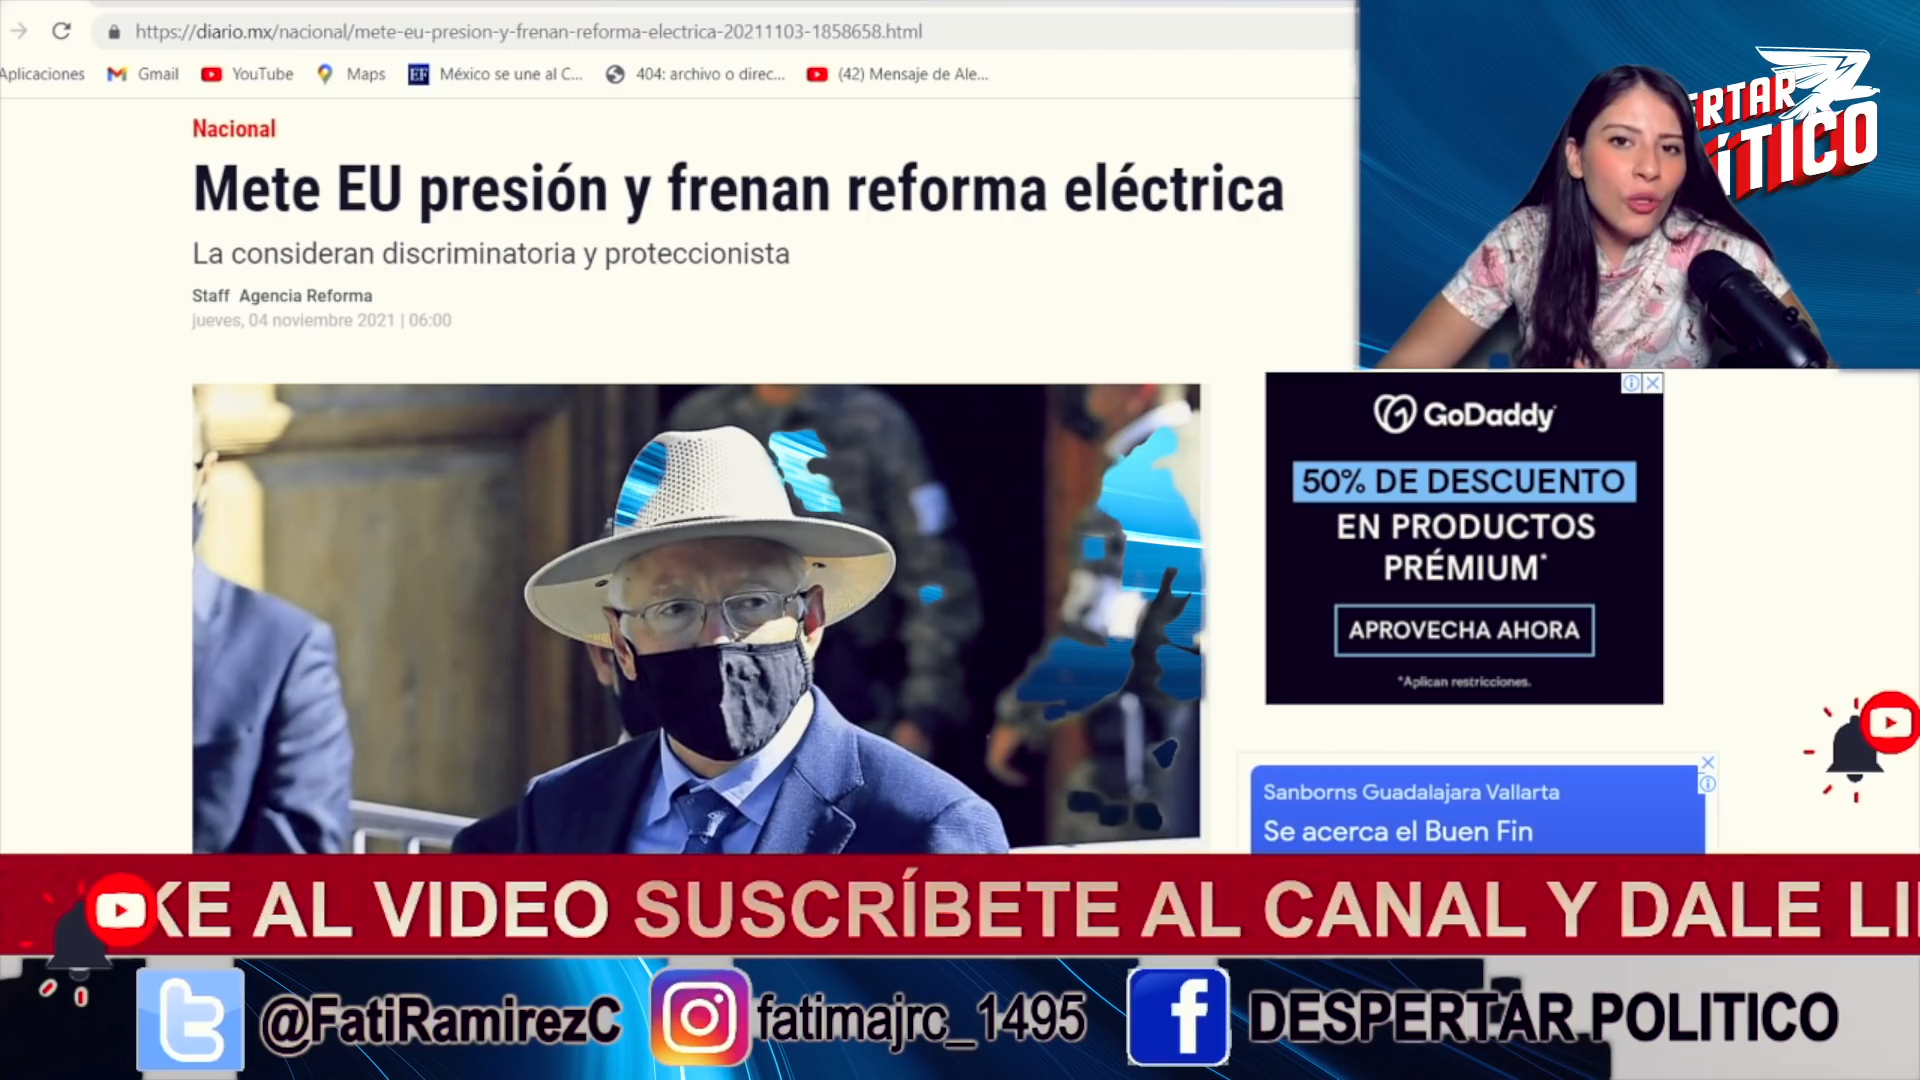 https://diario.mx/nacional/mete-eu-presion-y-frenan-reforma-electrica-20211103-1858658.html
Aplicaciones Gmail YouTube Maps EF México se une al C... 404: archivo o direc... (42) Mensaje de Ale...
ERTAR
ÍTICO
Nacional
Mete EU presión y frenan reforma eléctrica
La consideran discriminatoria y proteccionista
Staff Agencia Reforma
jueves, 04 noviembre 2021 | 06:00
GoDaddy
50% DE DESCUENTO
EN PRODUCTOS
PRÉMIUM*
APROVECHA AHORA
*Aplican restricciones.
Sanborns Guadalajara Vallarta
Se acerca el Buen Fin
KE AL VIDEO SUSCRÍBETE AL CANAL Y DALE LI
@FatiRamirezC fatimajrc_1495 DESPERTAR POLITICO